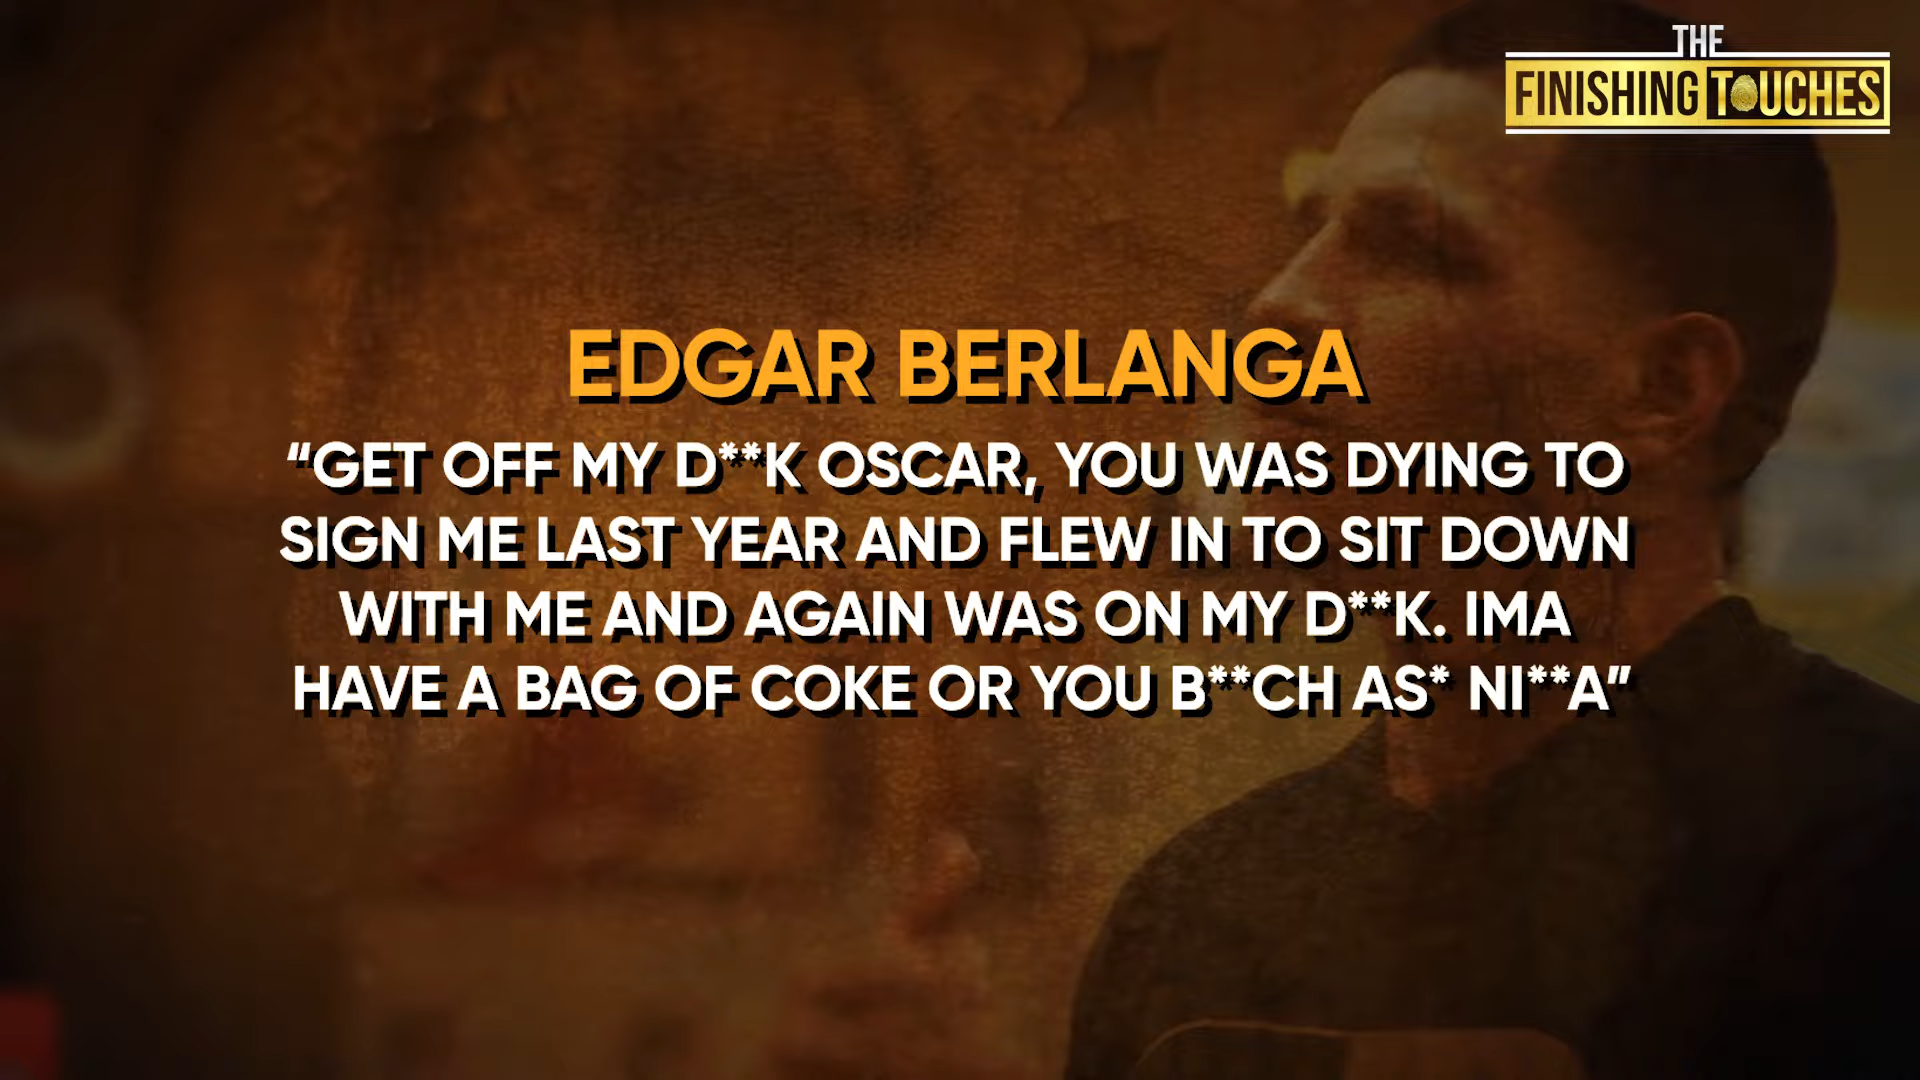 THE
FINISHING TOUCHES
EDGAR BERLANGA
“GET OFF MY D**K OSCAR, YOU WAS DYING TO
SIGN ME LAST YEAR AND FLEW IN TO SIT DOWN
WITH ME AND AGAIN WAS ON MY D**K. IMA
HAVE A BAG OF COKE OR YOU B**CH AS* NI**A”